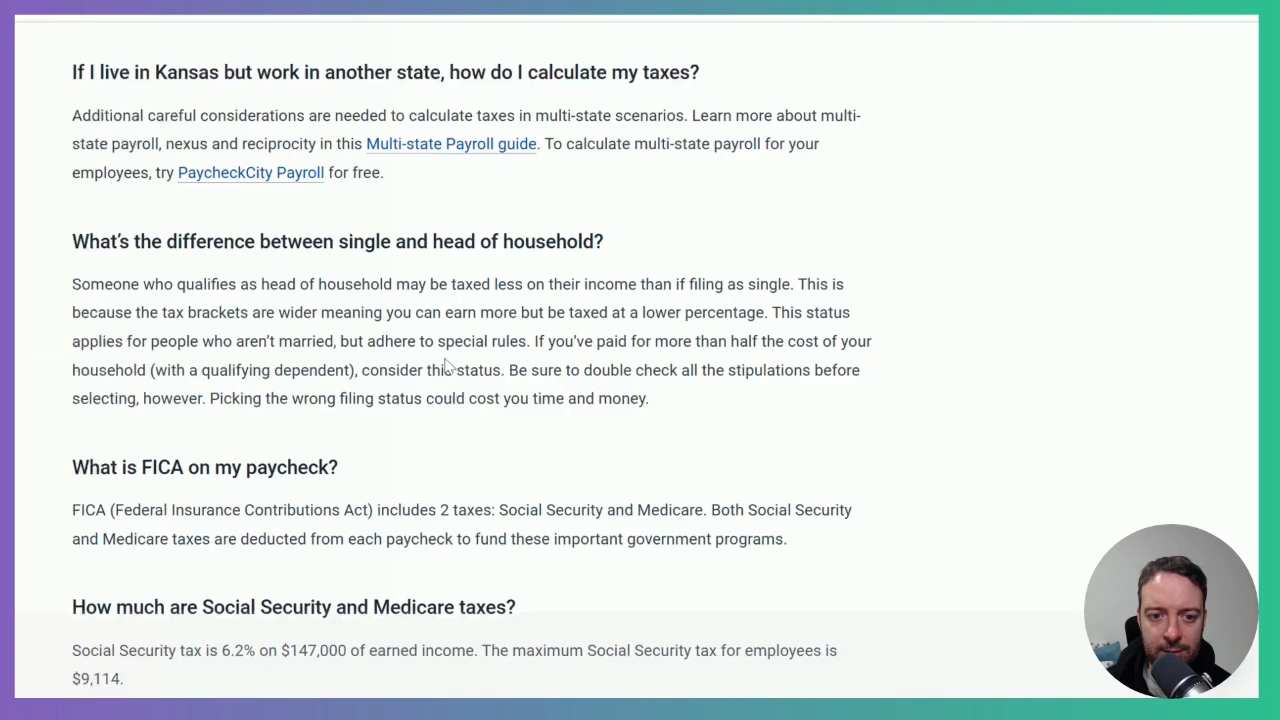 If I live in Kansas but work in another state, how do I calculate my taxes?
Additional careful considerations are needed to calculate taxes in multi-state scenarios. Learn more about multi-
state payroll, nexus and reciprocity in this Multi-state Payroll guide. To calculate multi-state payroll for your
employees, try PaycheckCity Payroll for free.
What's the difference between single and head of household?
Someone who qualifies as head of household may be taxed less on their income than if filing as single. This is
because the tax brackets are wider meaning you can earn more but be taxed at a lower percentage. This status
applies for people who aren't married, but adhere to special rules. If you've paid for more than half the cost of your
household (with a qualifying dependent), consider this status. Be sure to double check all the stipulations before
selecting, however. Picking the wrong filing status could cost you time and money.
What is FICA on my paycheck?
FICA (Federal Insurance Contributions Act) includes 2 taxes: Social Security and Medicare. Both Social Security
and Medicare taxes are deducted from each paycheck to fund these important government programs.
How much are Social Security and Medicare taxes?
Social Security tax is 6.2% on $147,000 of earned income. The maximum Social Security tax for employees is
$9,114.